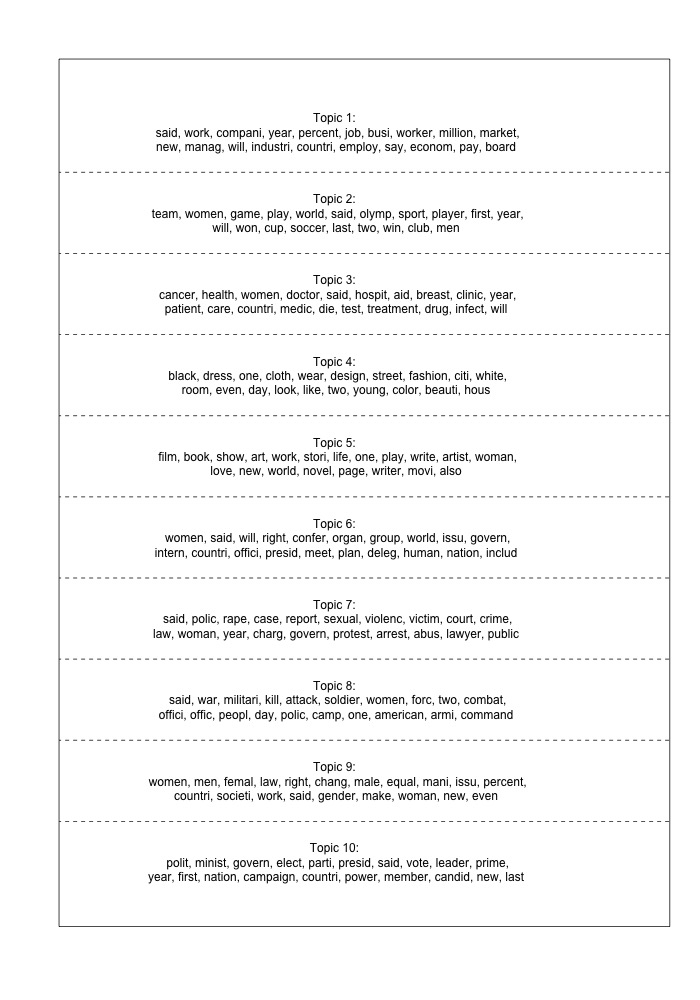 Topic 1:
said, work, compani, year, percent, job, busi, worker, million, market,
new, manag, will, industri, countri, employ, say, econom, pay, board
Topic 2:
team, women, game, play, world, said, olymp, sport, player, first, year,
will, won, cup, soccer, last, two, win, club, men
Topic 3:
cancer, health, women, doctor, said, hospit, aid, breast, clinic, year,
patient, care, countri, medic, die, test, treatment, drug, infect, will
Topic 4:
black, dress, one, cloth, wear, design, street, fashion, citi, white,
room, even, day, look, like, two, young, color, beauti, hous
Topic 5:
film, book, show, art, work, stori, life, one, play, write, artist, woman,
love, new, world, novel, page, writer, movi, also
Topic 6:
women, said, will, right, confer, organ, group, world, issu, govern,
intern, countri, offici, presid, meet, plan, deleg, human, nation, includ
Topic 7:
said, polic, rape, case, report, sexual, violenc, victim, court, crime,
law, woman, year, charg, govern, protest, arrest, abus, lawyer, public
Topic 8:
said, war, militari, kill, attack, soldier, women, forc, two, combat,
offici, offic, peopl, day, polic, camp, one, american, armi, command
Topic 9:
women, men, femal, law, right, chang, male, equal, mani, issu, percent,
countri, societi, work, said, gender, make, woman, new, even
Topic 10:
polit, minist, govern, elect, parti, presid, said, vote, leader, prime,
year, first, nation, campaign, countri, power, member, candid, new, last